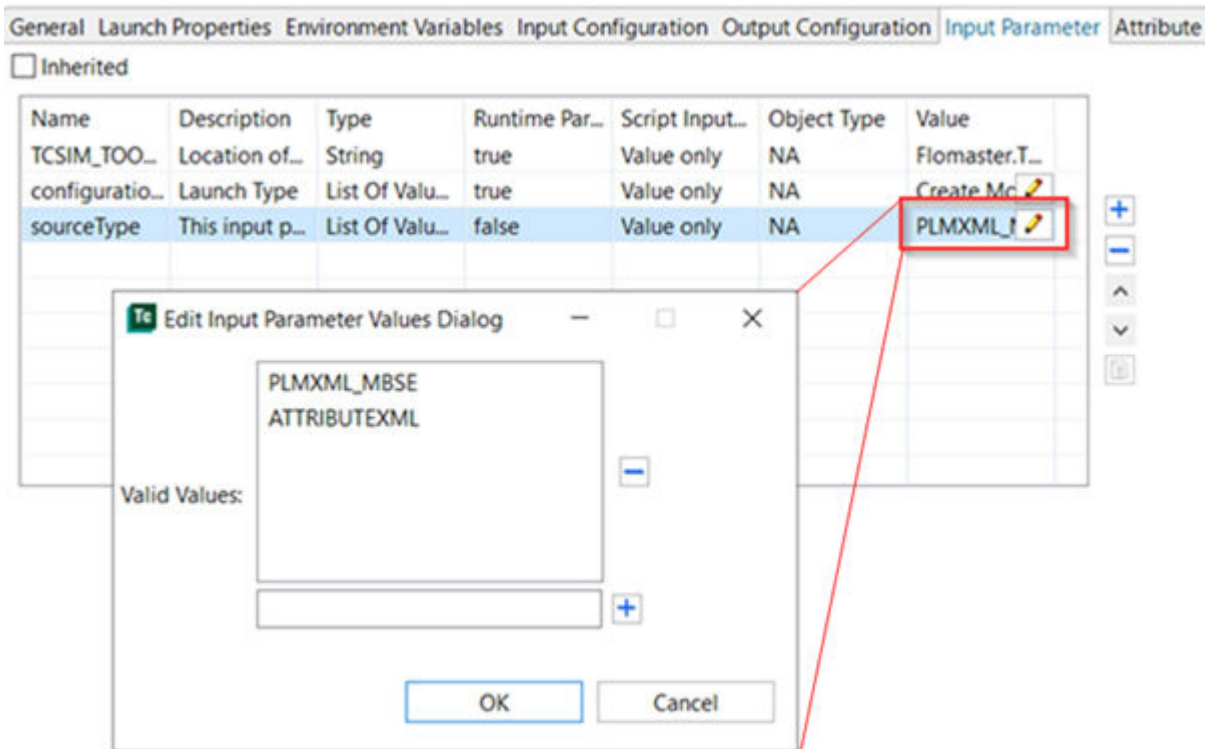 General Launch Properties Environment Variables Input Configuration Output Configuration Input Parameter Attribute
Inherited
Name Description Type Runtime Par... Script Input... Object Type Value
TCSIM_TOO... Location of... String true Value only NA Flomaster.T...
configuratio... Launch Type List Of Valu... true Value only NA Create Mc
sourceType This input p... List Of Valu... false Value only NA PLMXML_M
Tc Edit Input Parameter Values Dialog
PLMXML_MBSE
ATTRIBUTEXML
Valid Values:
OK Cancel